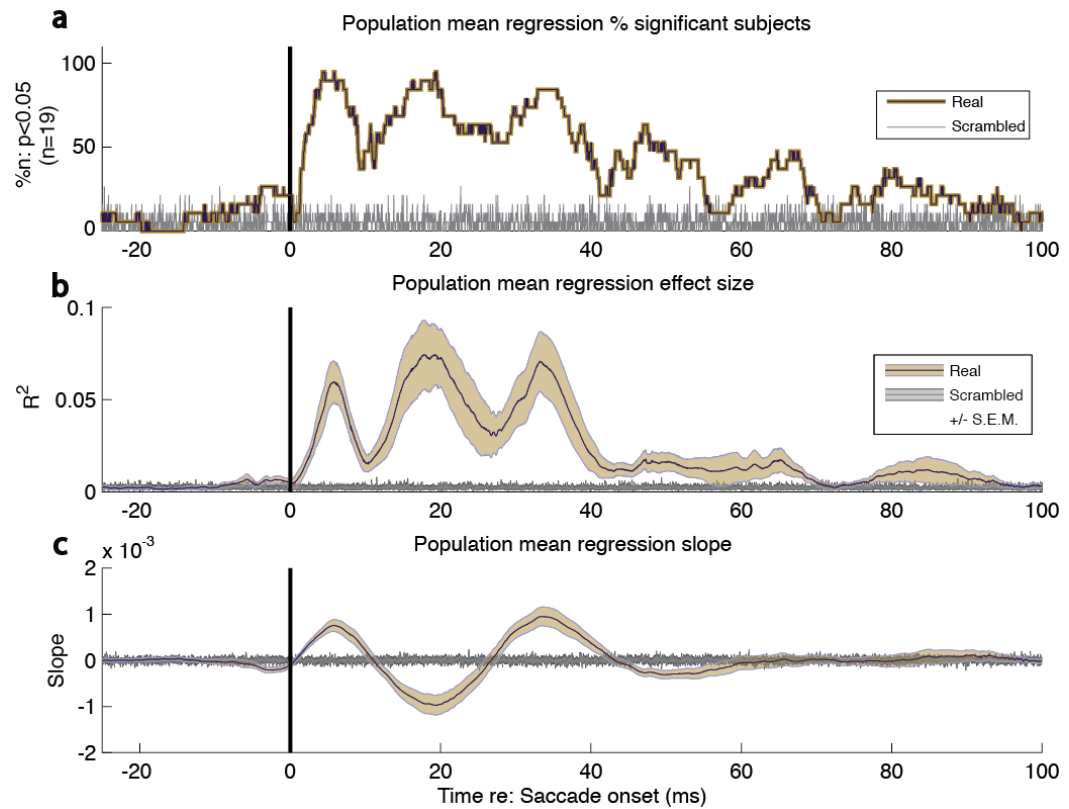 a
Population mean regression % significant subjects
%n: p<0.05
(n=19)
100
50
0
Real
Scrambled
-20 0 20 40 60 80 100
b
Population mean regression effect size
R²
0.1
0.05
0
Real
Scrambled
+/- S.E.M.
-20 0 20 40 60 80 100
c
x 10⁻³
Population mean regression slope
Slope
2
1
0
-1
-2
-20 0 20 40 60 80 100
Time re: Saccade onset (ms)